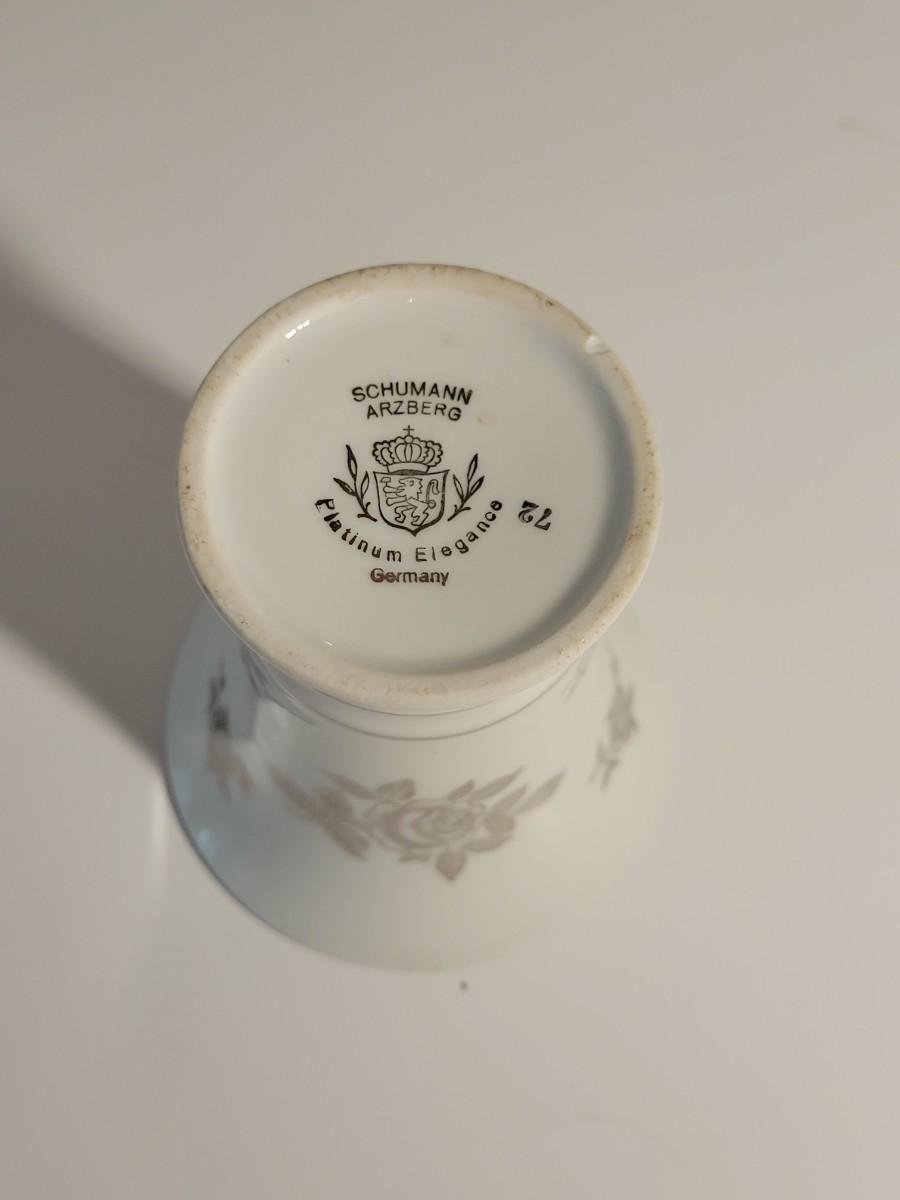 SCHUMANN
ARZBERG
Platinum Elegance
Germany
72